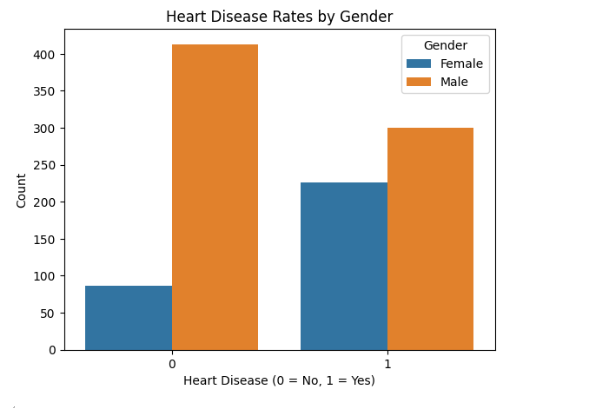 Heart Disease Rates by Gender
Gender
Female
Male
400
350
300
250
200
150
100
50
0
Count
0 1
Heart Disease (0 = No, 1 = Yes)